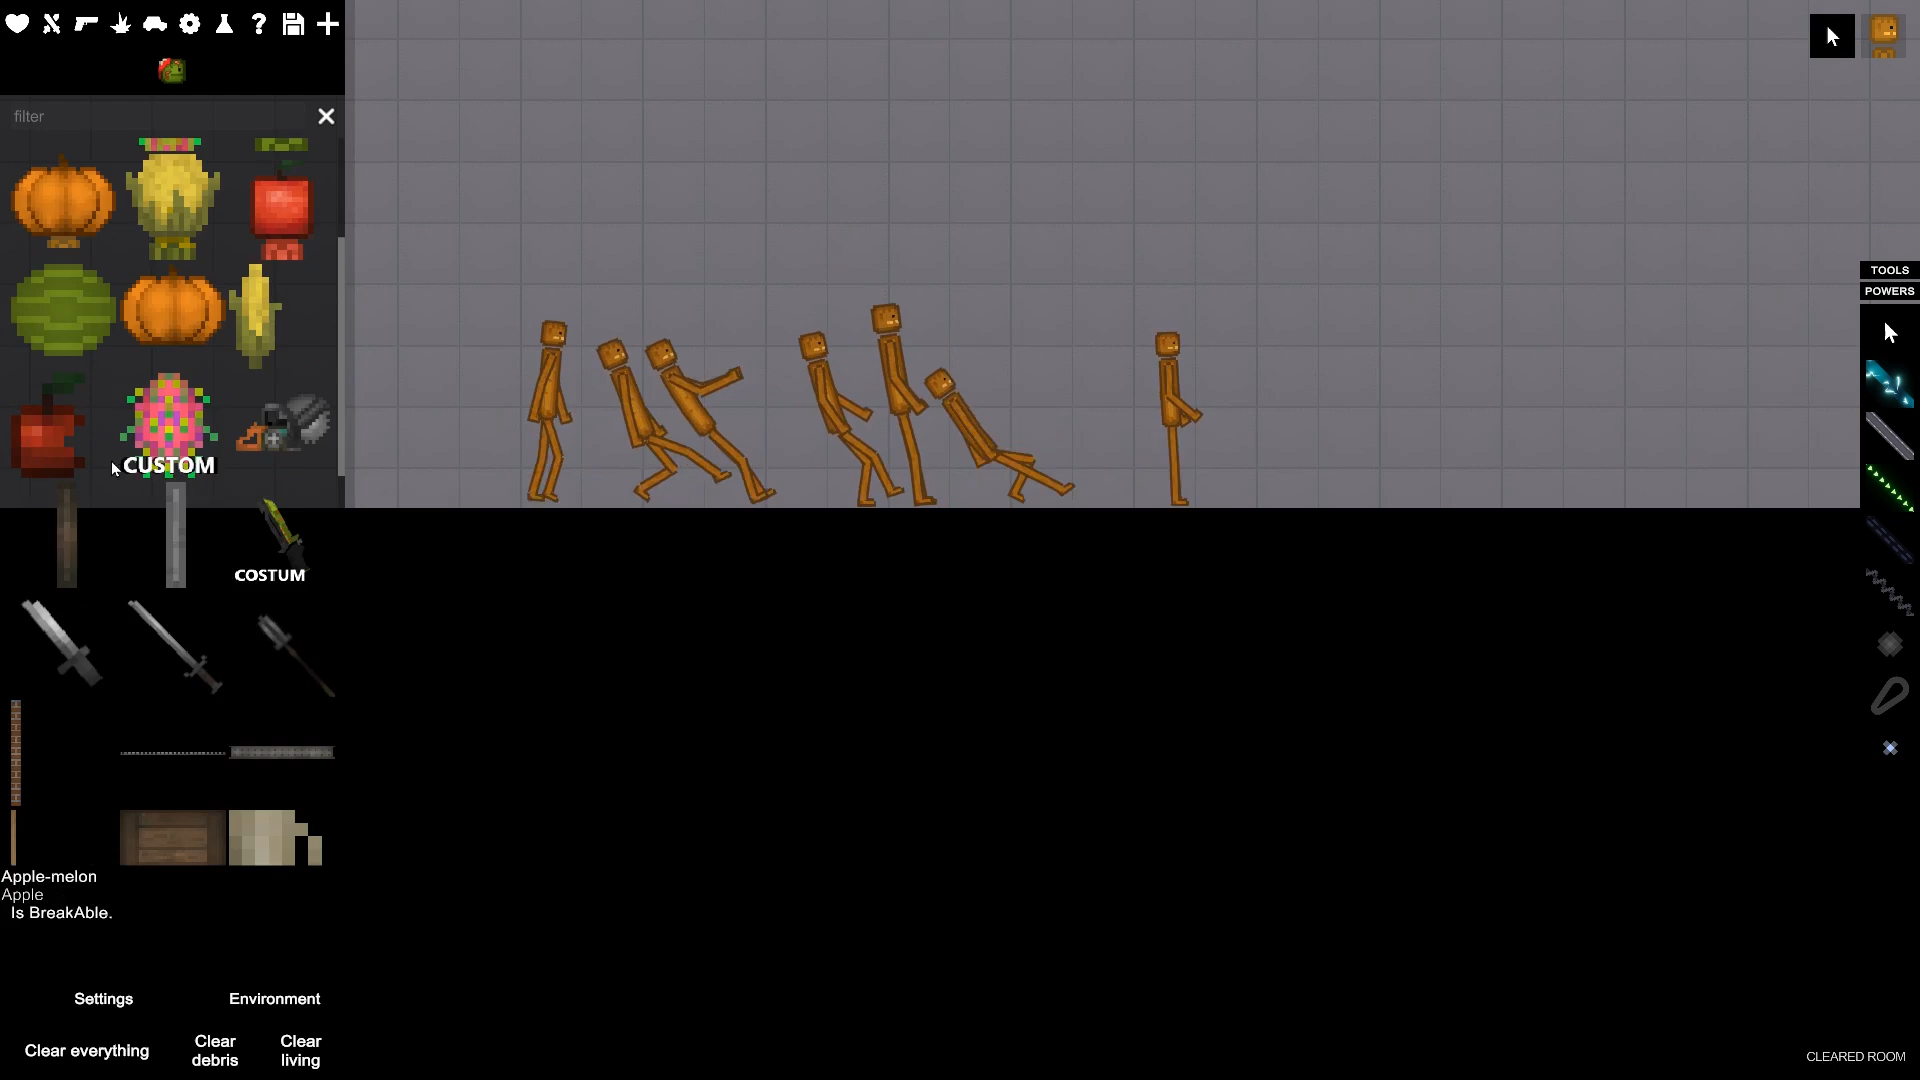 filter
TOOLS
POWERS
CUSTOM
COSTUM
Apple-melon
Apple
Is BreakAble.
Settings
Environment
Clear everything
Clear
debris
Clear
living
CLEARED ROOM